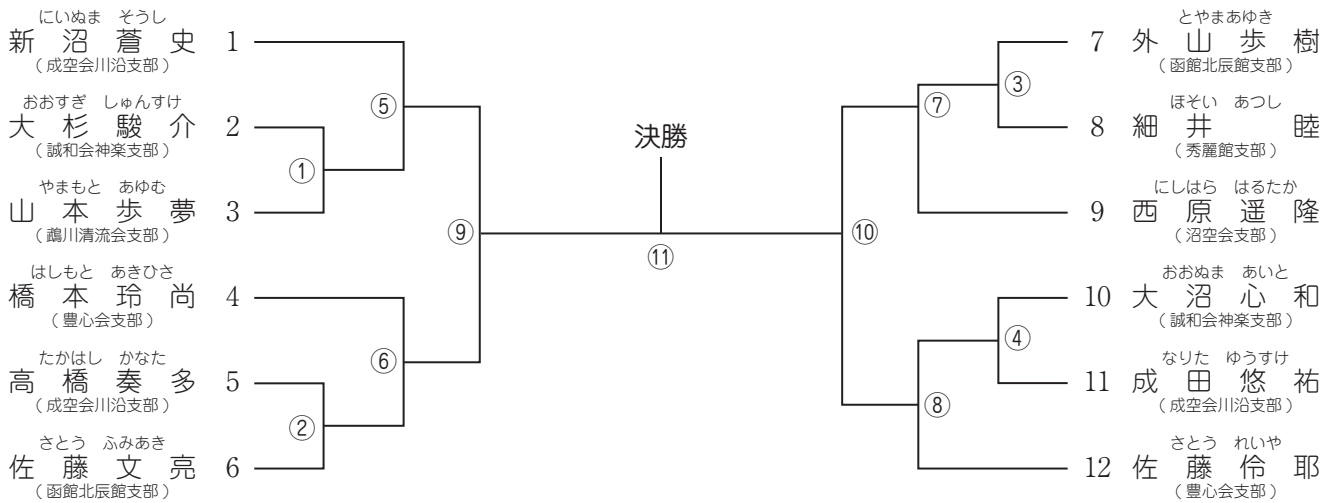 にいぬま そうし
新沼蒼史 1
(成空会川沿支部)
おおすぎ しゅんすけ
大杉駿介 2
(誠和会神楽支部)
やまもと あゆむ
山本歩夢 3
(鵡川清流会支部)
はしもと あきひさ
橋本玲尚 4
(豊心会支部)
たかはし かなた
高橋奏多 5
(成空会川沿支部)
さとう ふみあき
佐藤文亮 6
(函館北辰館支部)
①
②
⑤
⑥
⑨
決勝
⑪
⑩
⑦
⑧
③
④
とやまあゆき
7 外山歩樹
(函館北辰館支部)
ほそい あつし
8 細井 睦
(秀麗館支部)
にしはら はるたか
9 西原遥隆
(沼空会支部)
おおぬま あいと
10 大沼心和
(誠和会神楽支部)
なりた ゆうすけ
11 成田悠祐
(成空会川沿支部)
さとう れいや
12 佐藤伶耶
(豊心会支部)